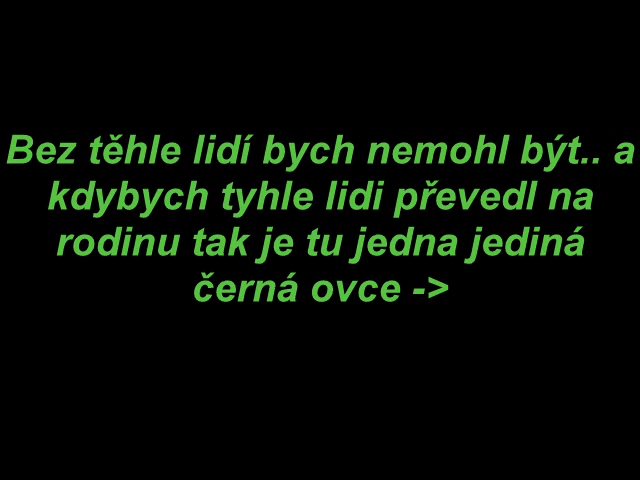 Bez těhle lidí bych nemohl být.. a
kdybych tyhle lidi převedl na
rodinu tak je tu jedna jediná
černá ovce ->